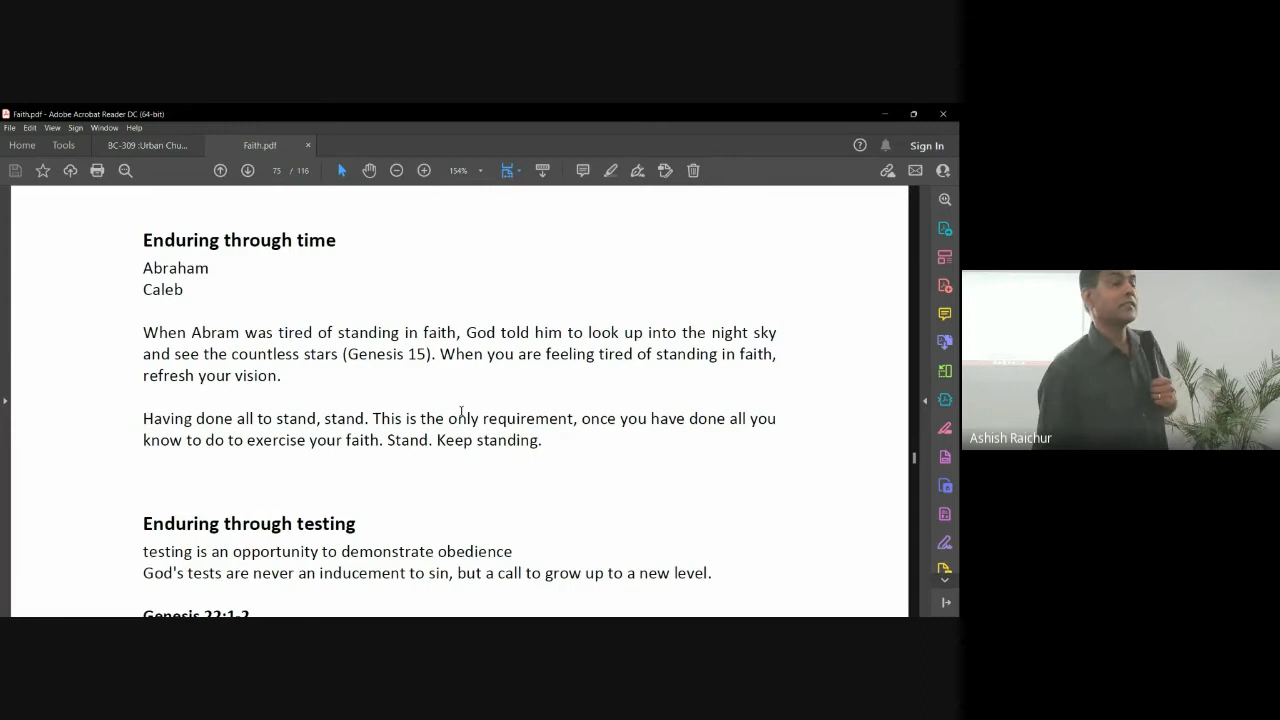 Faith.pdf - Adobe Acrobat Reader DC (64-bit)
File Edit View Sign Window Help
Home Tools BC-309 :Urban Chu... Faith.pdf × Sign In
75 / 116 154%
Enduring through time
Abraham
Caleb
When Abram was tired of standing in faith, God told him to look up into the night sky
and see the countless stars (Genesis 15). When you are feeling tired of standing in faith,
refresh your vision.
Having done all to stand, stand. This is the only requirement, once you have done all you
know to do to exercise your faith. Stand. Keep standing.
Enduring through testing
testing is an opportunity to demonstrate obedience
God's tests are never an inducement to sin, but a call to grow up to a new level.
Genesis 22:1-2
Ashish Raichur